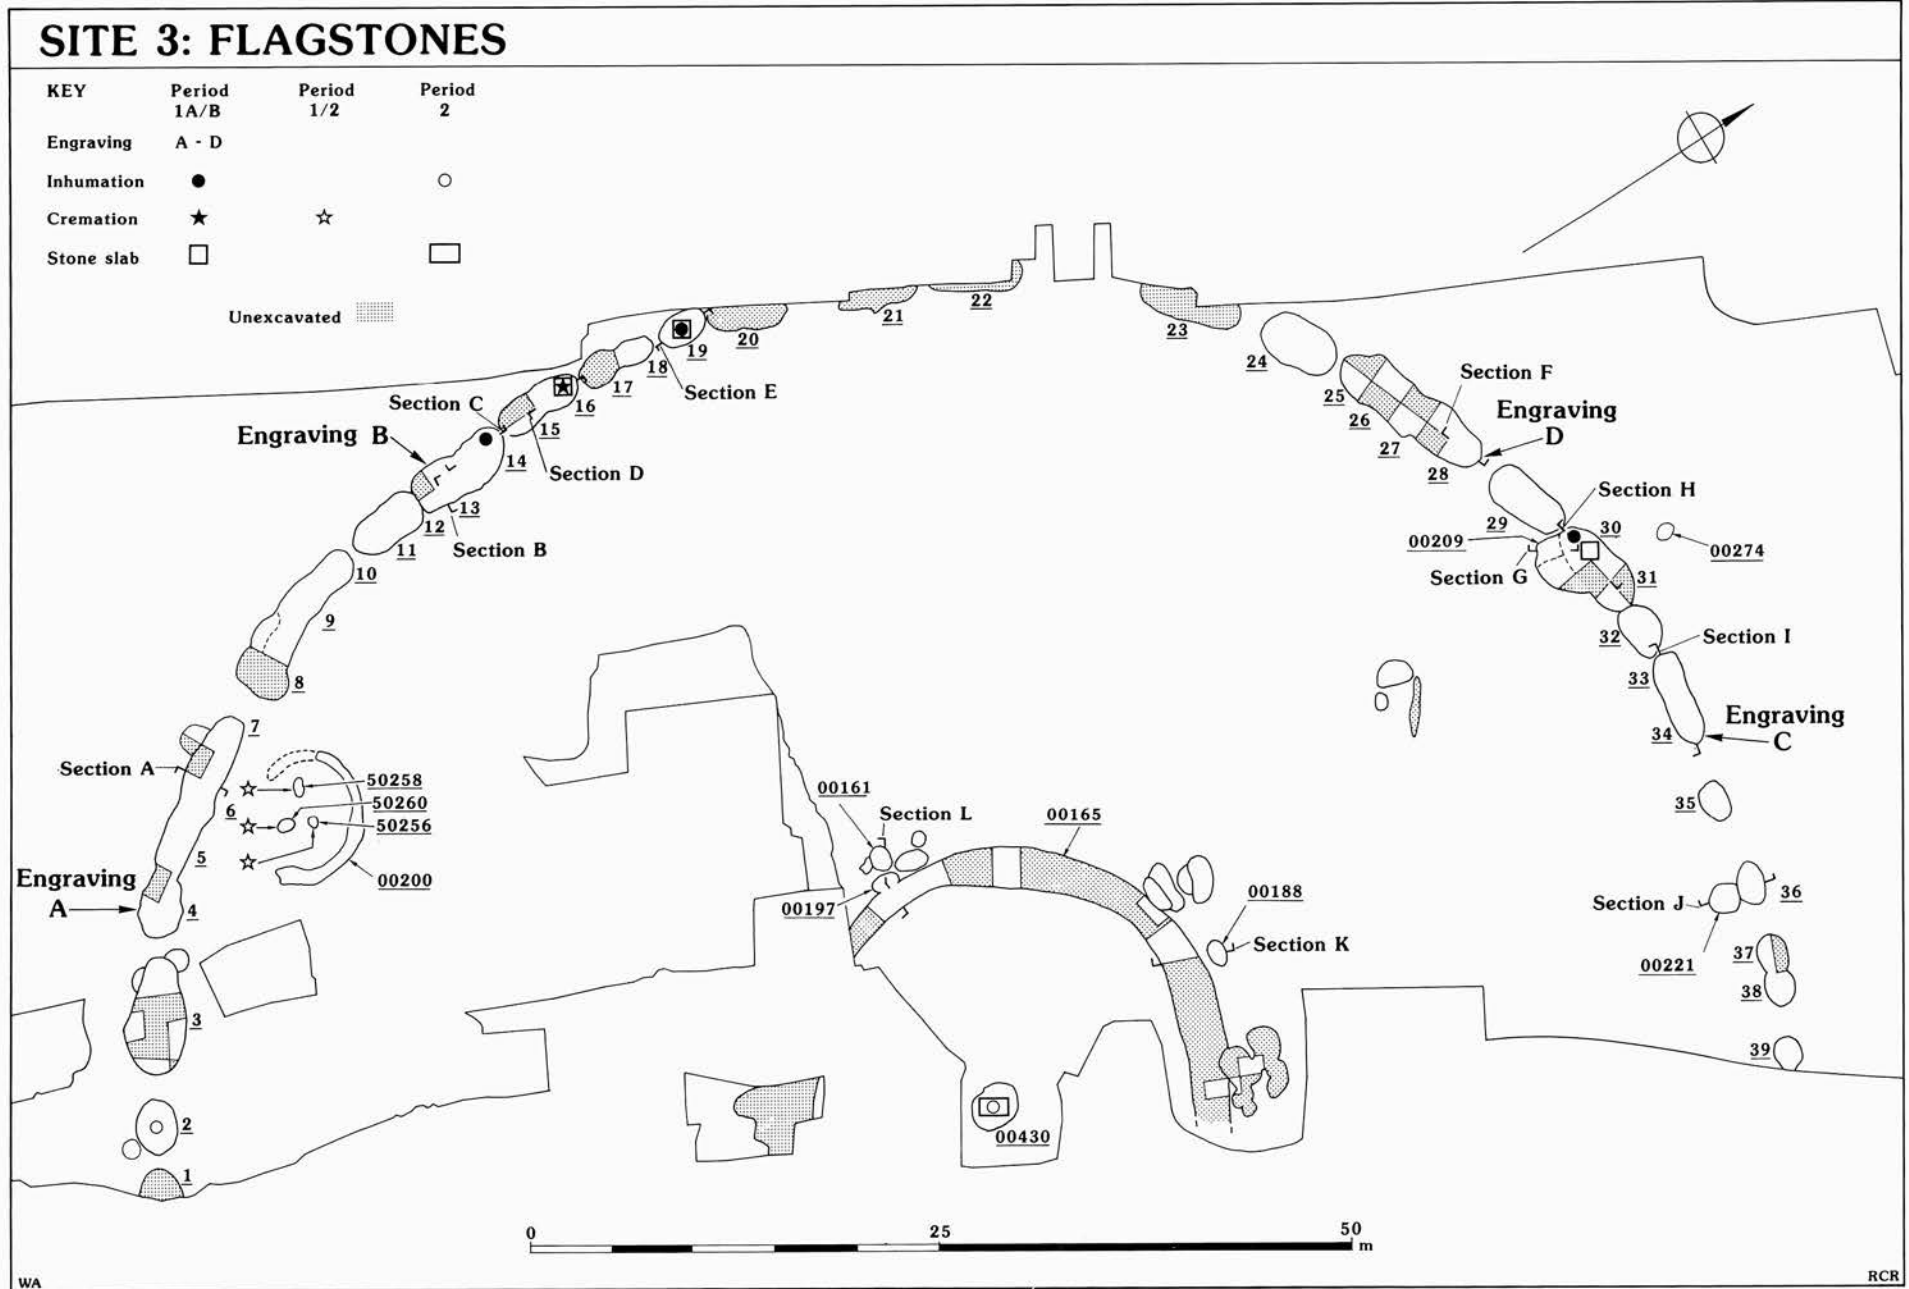 SITE 3: FLAGSTONES
KEY Period Period Period
1A/B 1/2 2
Engraving A - D
Inhumation
Cremation
Stone slab
Unexcavated
22
21
23
20
19
24
18
17
Section E
Section F
25
16
Section C
26
Engraving
D
15
Engraving B
27
14
Section D
28
Section H
13
29
30
12
00209
11
Section B
00274
Section G
10
31
9
32
Section I
33
8
Engraving
C
7
34
Section A
50258
00161
6
50260
35
Section L
00165
50256
5
Engraving
A
00200
00188
36
4
00197
Section J
Section K
37
00221
38
3
39
2
00430
1
0 25 50
m
WA RCR